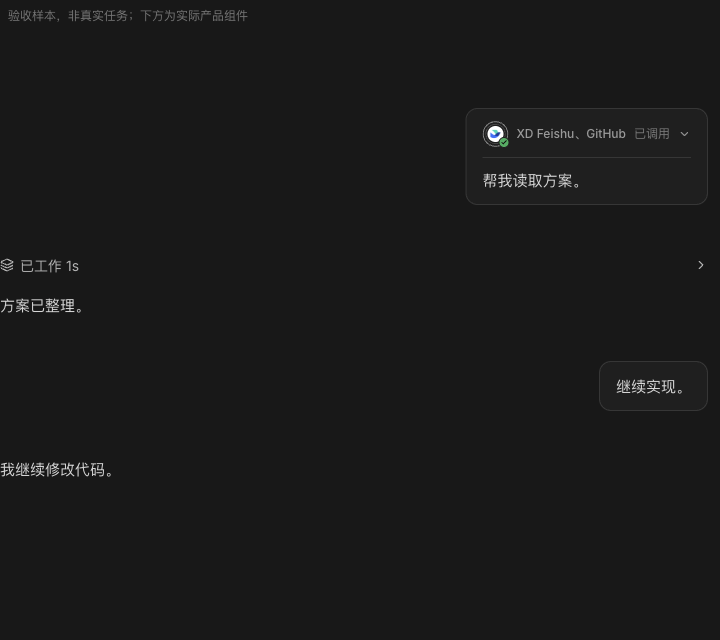 验收样本，非真实任务；下方为实际产品组件
XD Feishu、GitHub 已调用
帮我读取方案。
已工作 1s
方案已整理。
继续实现。
我继续修改代码。